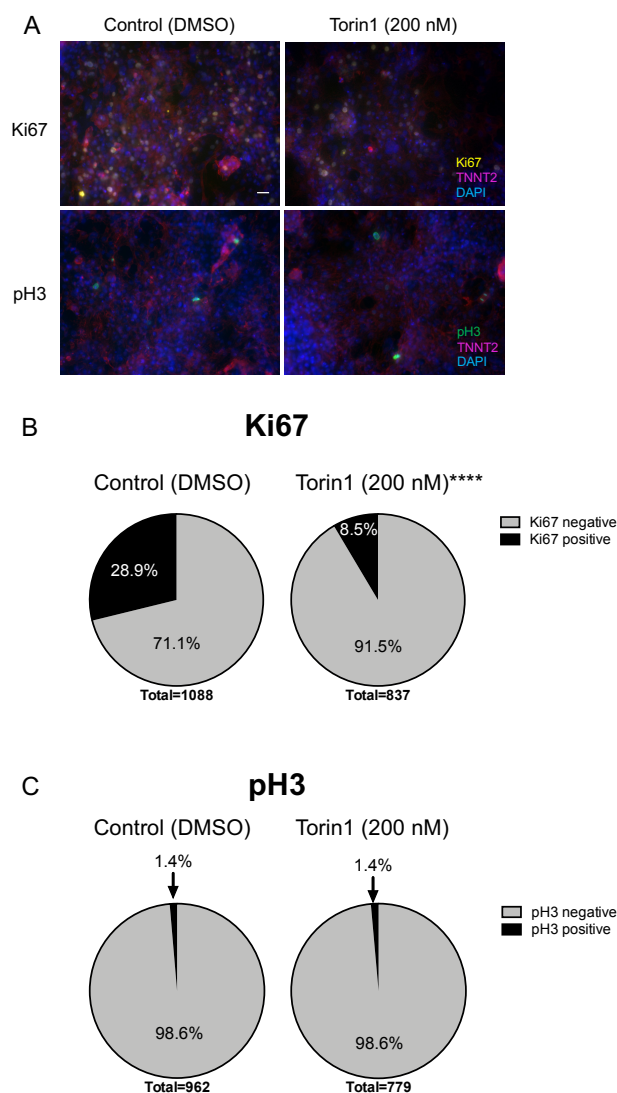 A
Control (DMSO)
Torin1 (200 nM)
Ki67
Ki67
TNNT2
DAPI
pH3
pH3
TNNT2
DAPI
B
Ki67
Control (DMSO)
Torin1 (200 nM)****
28.9%
71.1%
Total=1088
8.5%
91.5%
Total=837
Ki67 negative
Ki67 positive
C
pH3
Control (DMSO)
Torin1 (200 nM)
1.4%
98.6%
Total=962
1.4%
98.6%
Total=779
pH3 negative
pH3 positive